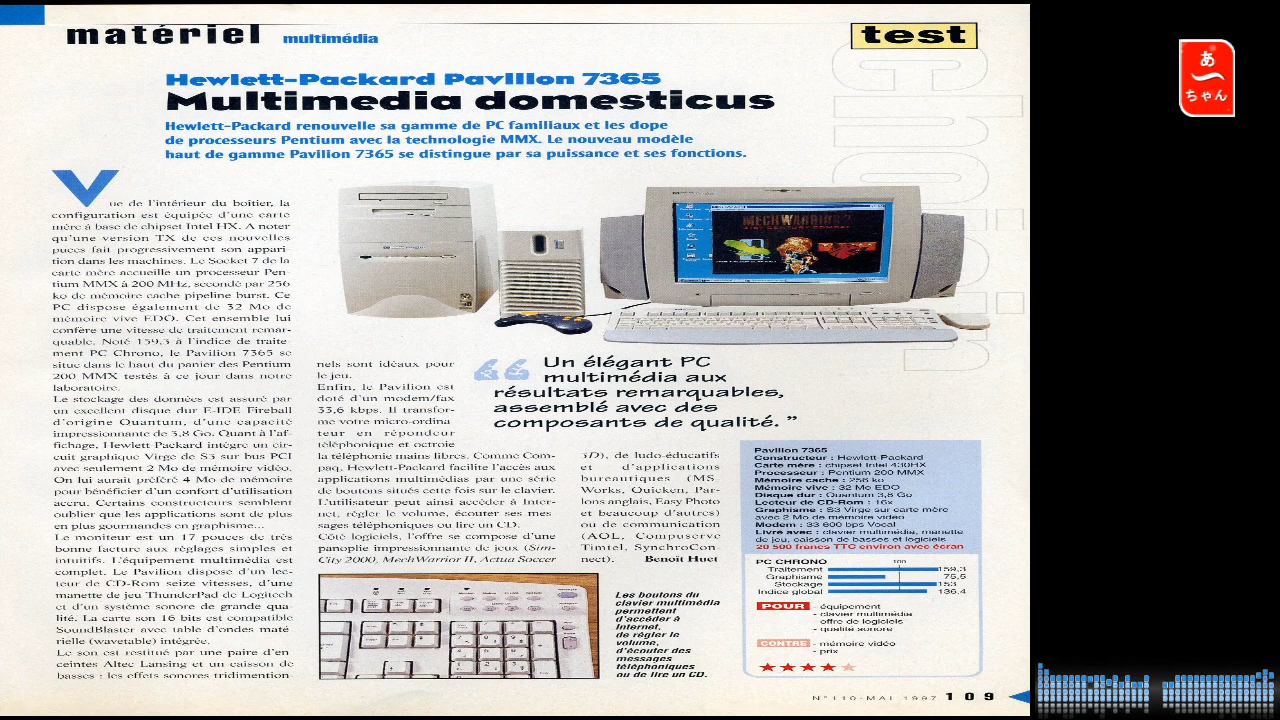 matériel multimédia
test
Hewlett-Packard Pavilion 7365
Multimedia domesticus
Hewlett-Packard renouvelle sa gamme de PC familiaux et les dope
de processeurs Pentium avec la technologie MMX. Le nouveau modèle
haut de gamme Pavilion 7365 se distingue par sa puissance et ses fonctions.
Vue de l'intérieur du boîtier, la
configuration est équipée d'une carte
mère à base de chipset Intel HX. A noter
qu'une version TX de ces nouvelles
puces fait progressivement son appari-
tion dans les machines. Le Socket 7 de la
carte mère accueille un processeur Pen-
tium MMX à 200 MHz, secondé par 256
ko de mémoire cache pipeline burst. Ce
PC dispose également de 32 Mo de
mémoire vive EDO. Cet ensemble lui
confère une vitesse de traitement remar-
quable. Noté 159,3 à l'indice de traite-
ment PC Chrono, le Pavilion 7365 se
situe dans le haut du panier des Pentium
200 MMX testés à ce jour dans notre
laboratoire.
Le stockage des données est assuré par
un excellent disque dur E-IDE Fireball
d'origine Quantum, d'une capacité
impressionnante de 3,8 Go. Quant à l'af-
fichage, Hewlett Packard intègre un cir-
cuit graphique Virge de S3 sur bus PCI
avec seulement 2 Mo de mémoire vidéo.
On lui aurait préféré 4 Mo de mémoire
pour bénéficier d'un confort d'utilisation
accru. Certains constructeurs semblent
oublier que les applications sont de plus
en plus gourmandes en graphisme...
Le moniteur est un 17 pouces de très
bonne facture aux réglages simples et
intuitifs. L'équipement multimédia est
complet. Le Pavilion dispose d'un lec-
teur de CD-Rom seize vitesses, d'une
manette de jeu ThunderPad de Logitech
et d'un système sonore de grande qua-
lité. La carte son 16 bits est compatible
SoundBlaster avec table d'ondes maté-
rielle (wavetable) intégrée.
Le son est restitué par une paire d'en-
ceintes Altec Lansing et un caisson de
basses : les effets sonores tridimention-
nels sont idéaux pour
le jeu.
Enfin, le Pavilion est
doté d'un modem/fax
33,6 kbps. Il transfor-
me votre micro-ordina-
teur en répondeur
téléphonique et octroie
la téléphonie mains libres. Comme Com-
paq, Hewlett-Packard facilite l'accès aux
applications multimédias par une série
de boutons situés cette fois sur le clavier.
L'utilisateur peut ainsi accéder à Inter-
net, régler le volume, écouter ses mes-
sages téléphoniques ou lire un CD.
Côté logiciels, l'offre se compose d'une
panoplie impressionnante de jeux (Sim-
City 2000, MechWarrior II, Actua Soccer
“ Un élégant PC
multimédia aux
résultats remarquables,
assemblé avec des
composants de qualité. ”
3D), de ludo-éducatifs
et d'applications
bureautiques (MS-
Works, Quicken, Par-
lons anglais, Easy Photo
et beaucoup d'autres)
ou de communication
(AOL, Compuserve
Timtel, SynchroCon-
nect). Benoît Huet
MECHWARRIOR 2
Les boutons du
clavier multimédia
permettent
d'accéder à
Internet,
de régler le
volume,
d'écouter des
messages
téléphoniques
ou de lire un CD.
Pavilion 7365
Constructeur : Hewlett-Packard
Carte mère : chipset Intel 430HX
Processeur : Pentium 200 MMX
Mémoire cache : 256 ko
Mémoire vive : 32 Mo EDO
Disque dur : Quantum 3,8 Go
Lecteur de CD-Rom : 16x
Graphisme : S3 Virge sur carte mère
avec 2 Mo de mémoire vidéo
Modem : 33 600 bps Vocal
Livré avec : clavier multimédia, manette
de jeu, caisson de basses et logiciels
20 500 francs TTC environ avec écran
PC CHRONO 100
Traitement 159,3
Graphisme 75,5
Stockage 153
Indice global 136,4
POUR - équipement
- clavier multimédia
- offre de logiciels
- qualité sonore
CONTRE - mémoire vidéo
- prix
N° 110-MAI 1997 109
あ
ー
ちゃん